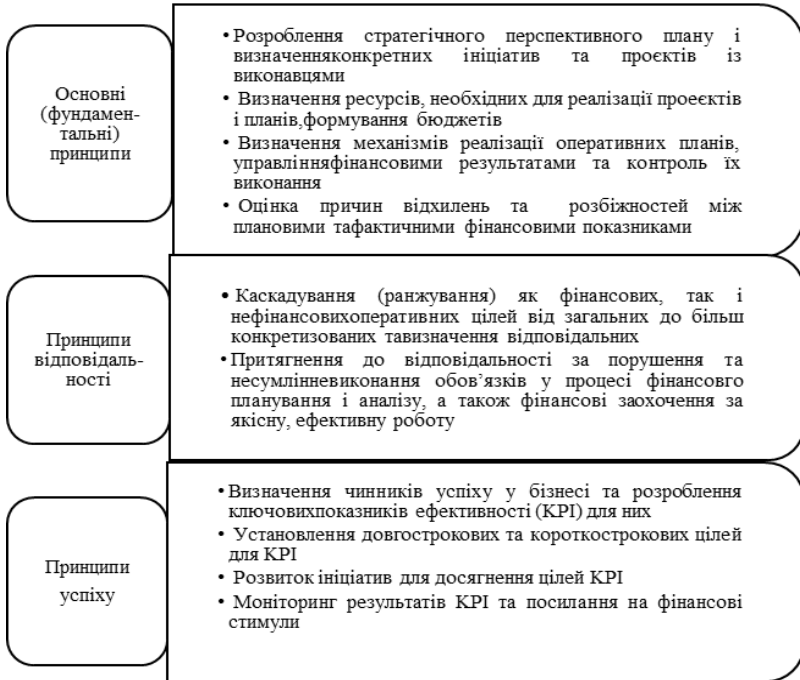 Основні
(фундамен-
тальні)
принципи
• Розроблення стратегічного перспективного плану і
визначенняконкретних ініціатив та проєктів із
виконавцями
• Визначення ресурсів, необхідних для реалізації проеєктів
і планів,формування бюджетів
• Визначення механізмів реалізації оперативних планів,
управлінняфінансовими результатами та контроль їх
виконання
• Оцінка причин відхилень та розбіжностей між
плановими тафактичними фінансовими показниками
Принципи
відповідаль-
ності
• Каскадування (ранжування) як фінансових, так і
нефінансовихоперативних цілей від загальних до більш
конкретизованих тавизначення відповідальних
• Притягнення до відповідальності за порушення та
несумлінневиконання обов’язків у процесі фінансовго
планування і аналізу, а також фінансові заохочення за
якісну, ефективну роботу
Принципи
успіху
• Визначення чинників успіху у бізнесі та розроблення
ключовихпоказників ефективності (KPI) для них
• Установлення довгострокових та короткострокових цілей
для KPI
• Розвиток ініціатив для досягнення цілей KPI
• Моніторинг результатів KPI та посилання на фінансові
стимули